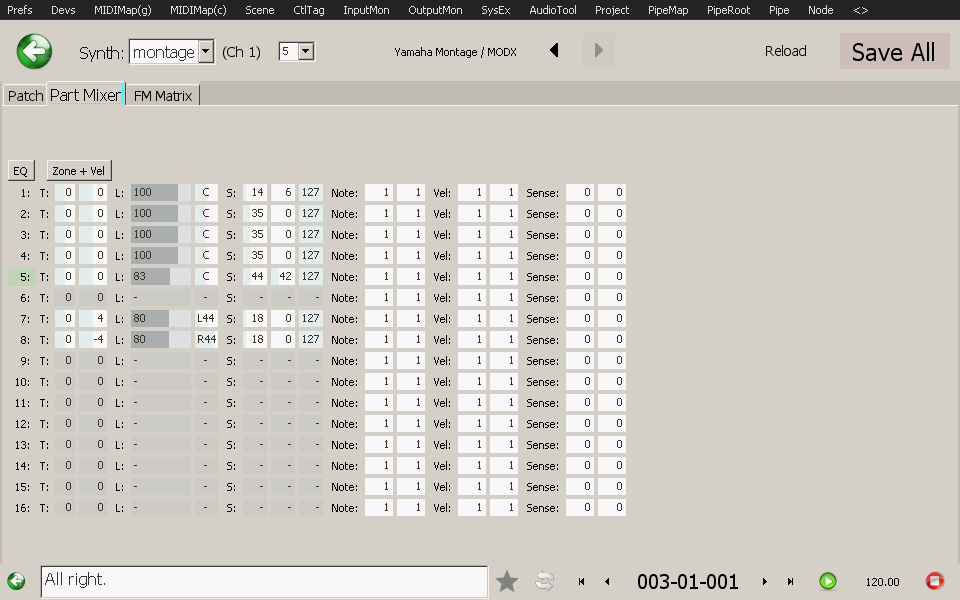 Prefs Devs MIDIMap(g) MIDIMap(c) Scene CtlTag InputMon OutputMon SysEx AudioTool Project PipeMap PipeRoot Pipe Node <>
Synth: montage (Ch 1) 5 Yamaha Montage / MODX Reload Save All
Patch Part Mixer FM Matrix
EQ Zone + Vel
1: T: 0 0 L: 100 C S: 14 6 127 Note: 1 1 Vel: 1 1 Sense: 0 0
2: T: 0 0 L: 100 C S: 35 0 127 Note: 1 1 Vel: 1 1 Sense: 0 0
3: T: 0 0 L: 100 C S: 35 0 127 Note: 1 1 Vel: 1 1 Sense: 0 0
4: T: 0 0 L: 100 C S: 35 0 127 Note: 1 1 Vel: 1 1 Sense: 0 0
5: T: 0 0 L: 83 C S: 44 42 127 Note: 1 1 Vel: 1 1 Sense: 0 0
6: T: 0 0 L: - - S: - - - Note: 1 1 Vel: 1 1 Sense: 0 0
7: T: 0 4 L: 80 L44 S: 18 0 127 Note: 1 1 Vel: 1 1 Sense: 0 0
8: T: 0 -4 L: 80 R44 S: 18 0 127 Note: 1 1 Vel: 1 1 Sense: 0 0
9: T: 0 0 L: - - S: - - - Note: 1 1 Vel: 1 1 Sense: 0 0
10: T: 0 0 L: - - S: - - - Note: 1 1 Vel: 1 1 Sense: 0 0
11: T: 0 0 L: - - S: - - - Note: 1 1 Vel: 1 1 Sense: 0 0
12: T: 0 0 L: - - S: - - - Note: 1 1 Vel: 1 1 Sense: 0 0
13: T: 0 0 L: - - S: - - - Note: 1 1 Vel: 1 1 Sense: 0 0
14: T: 0 0 L: - - S: - - - Note: 1 1 Vel: 1 1 Sense: 0 0
15: T: 0 0 L: - - S: - - - Note: 1 1 Vel: 1 1 Sense: 0 0
16: T: 0 0 L: - - S: - - - Note: 1 1 Vel: 1 1 Sense: 0 0
All right. 003-01-001 120.00